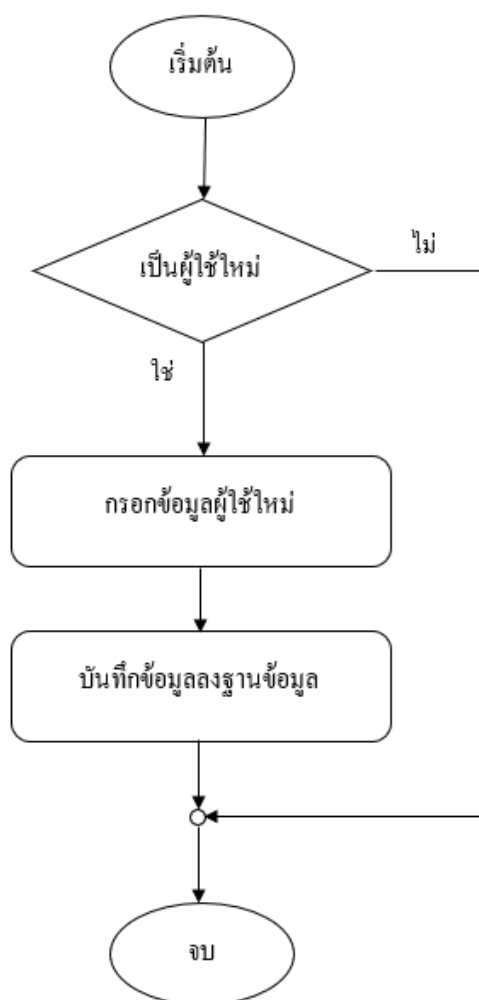 เริ่มต้น
เป็นผู้ใช้ใหม่
ไม่
ใช่
กรอกข้อมูลผู้ใช้ใหม่
บันทึกข้อมูลลงฐานข้อมูล
จบ